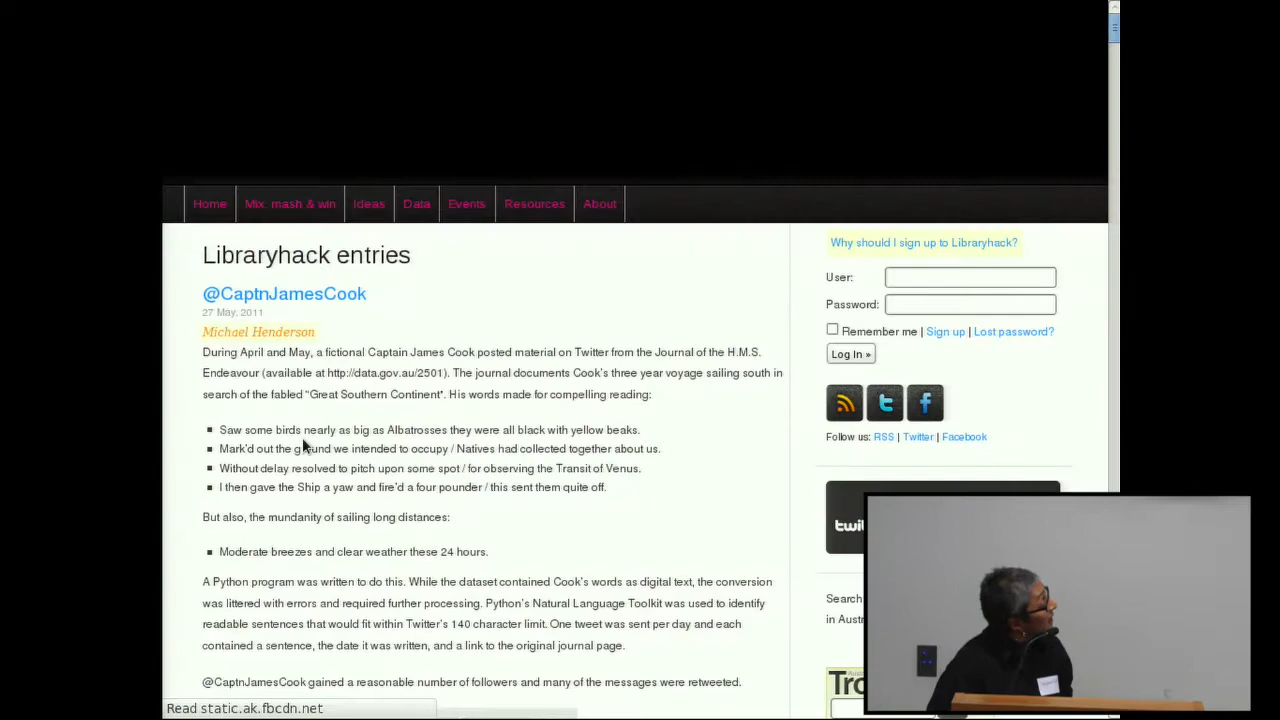 Home
Mix, mash & win
Ideas
Data
Events
Resources
About
Libraryhack entries
@CaptnJamesCook
27 May, 2011
Michael Henderson
During April and May, a fictional Captain James Cook posted material on Twitter from the Journal of the H.M.S.
Endeavour (available at http://data.gov.au/2501). The journal documents Cook's three year voyage sailing south in
search of the fabled "Great Southern Continent". His words made for compelling reading:
Saw some birds nearly as big as Albatrosses they were all black with yellow beaks.
Mark'd out the ground we intended to occupy / Natives had collected together about us.
Without delay resolved to pitch upon some spot / for observing the Transit of Venus.
I then gave the Ship a yaw and fire'd a four pounder / this sent them quite off.
But also, the mundanity of sailing long distances:
Moderate breezes and clear weather these 24 hours.
A Python program was written to do this. While the dataset contained Cook's words as digital text, the conversion
was littered with errors and required further processing. Python's Natural Language Toolkit was used to identify
readable sentences that would fit within Twitter's 140 character limit. One tweet was sent per day and each
contained a sentence, the date it was written, and a link to the original journal page.
@CaptnJamesCook gained a reasonable number of followers and many of the messages were retweeted.
Read static.ak.fbcdn.net
Why should I sign up to Libraryhack?
User:
Password:
Remember me | Sign up | Lost password?
Log In »
Follow us: RSS | Twitter | Facebook
twit
Search
in Austr
Tro